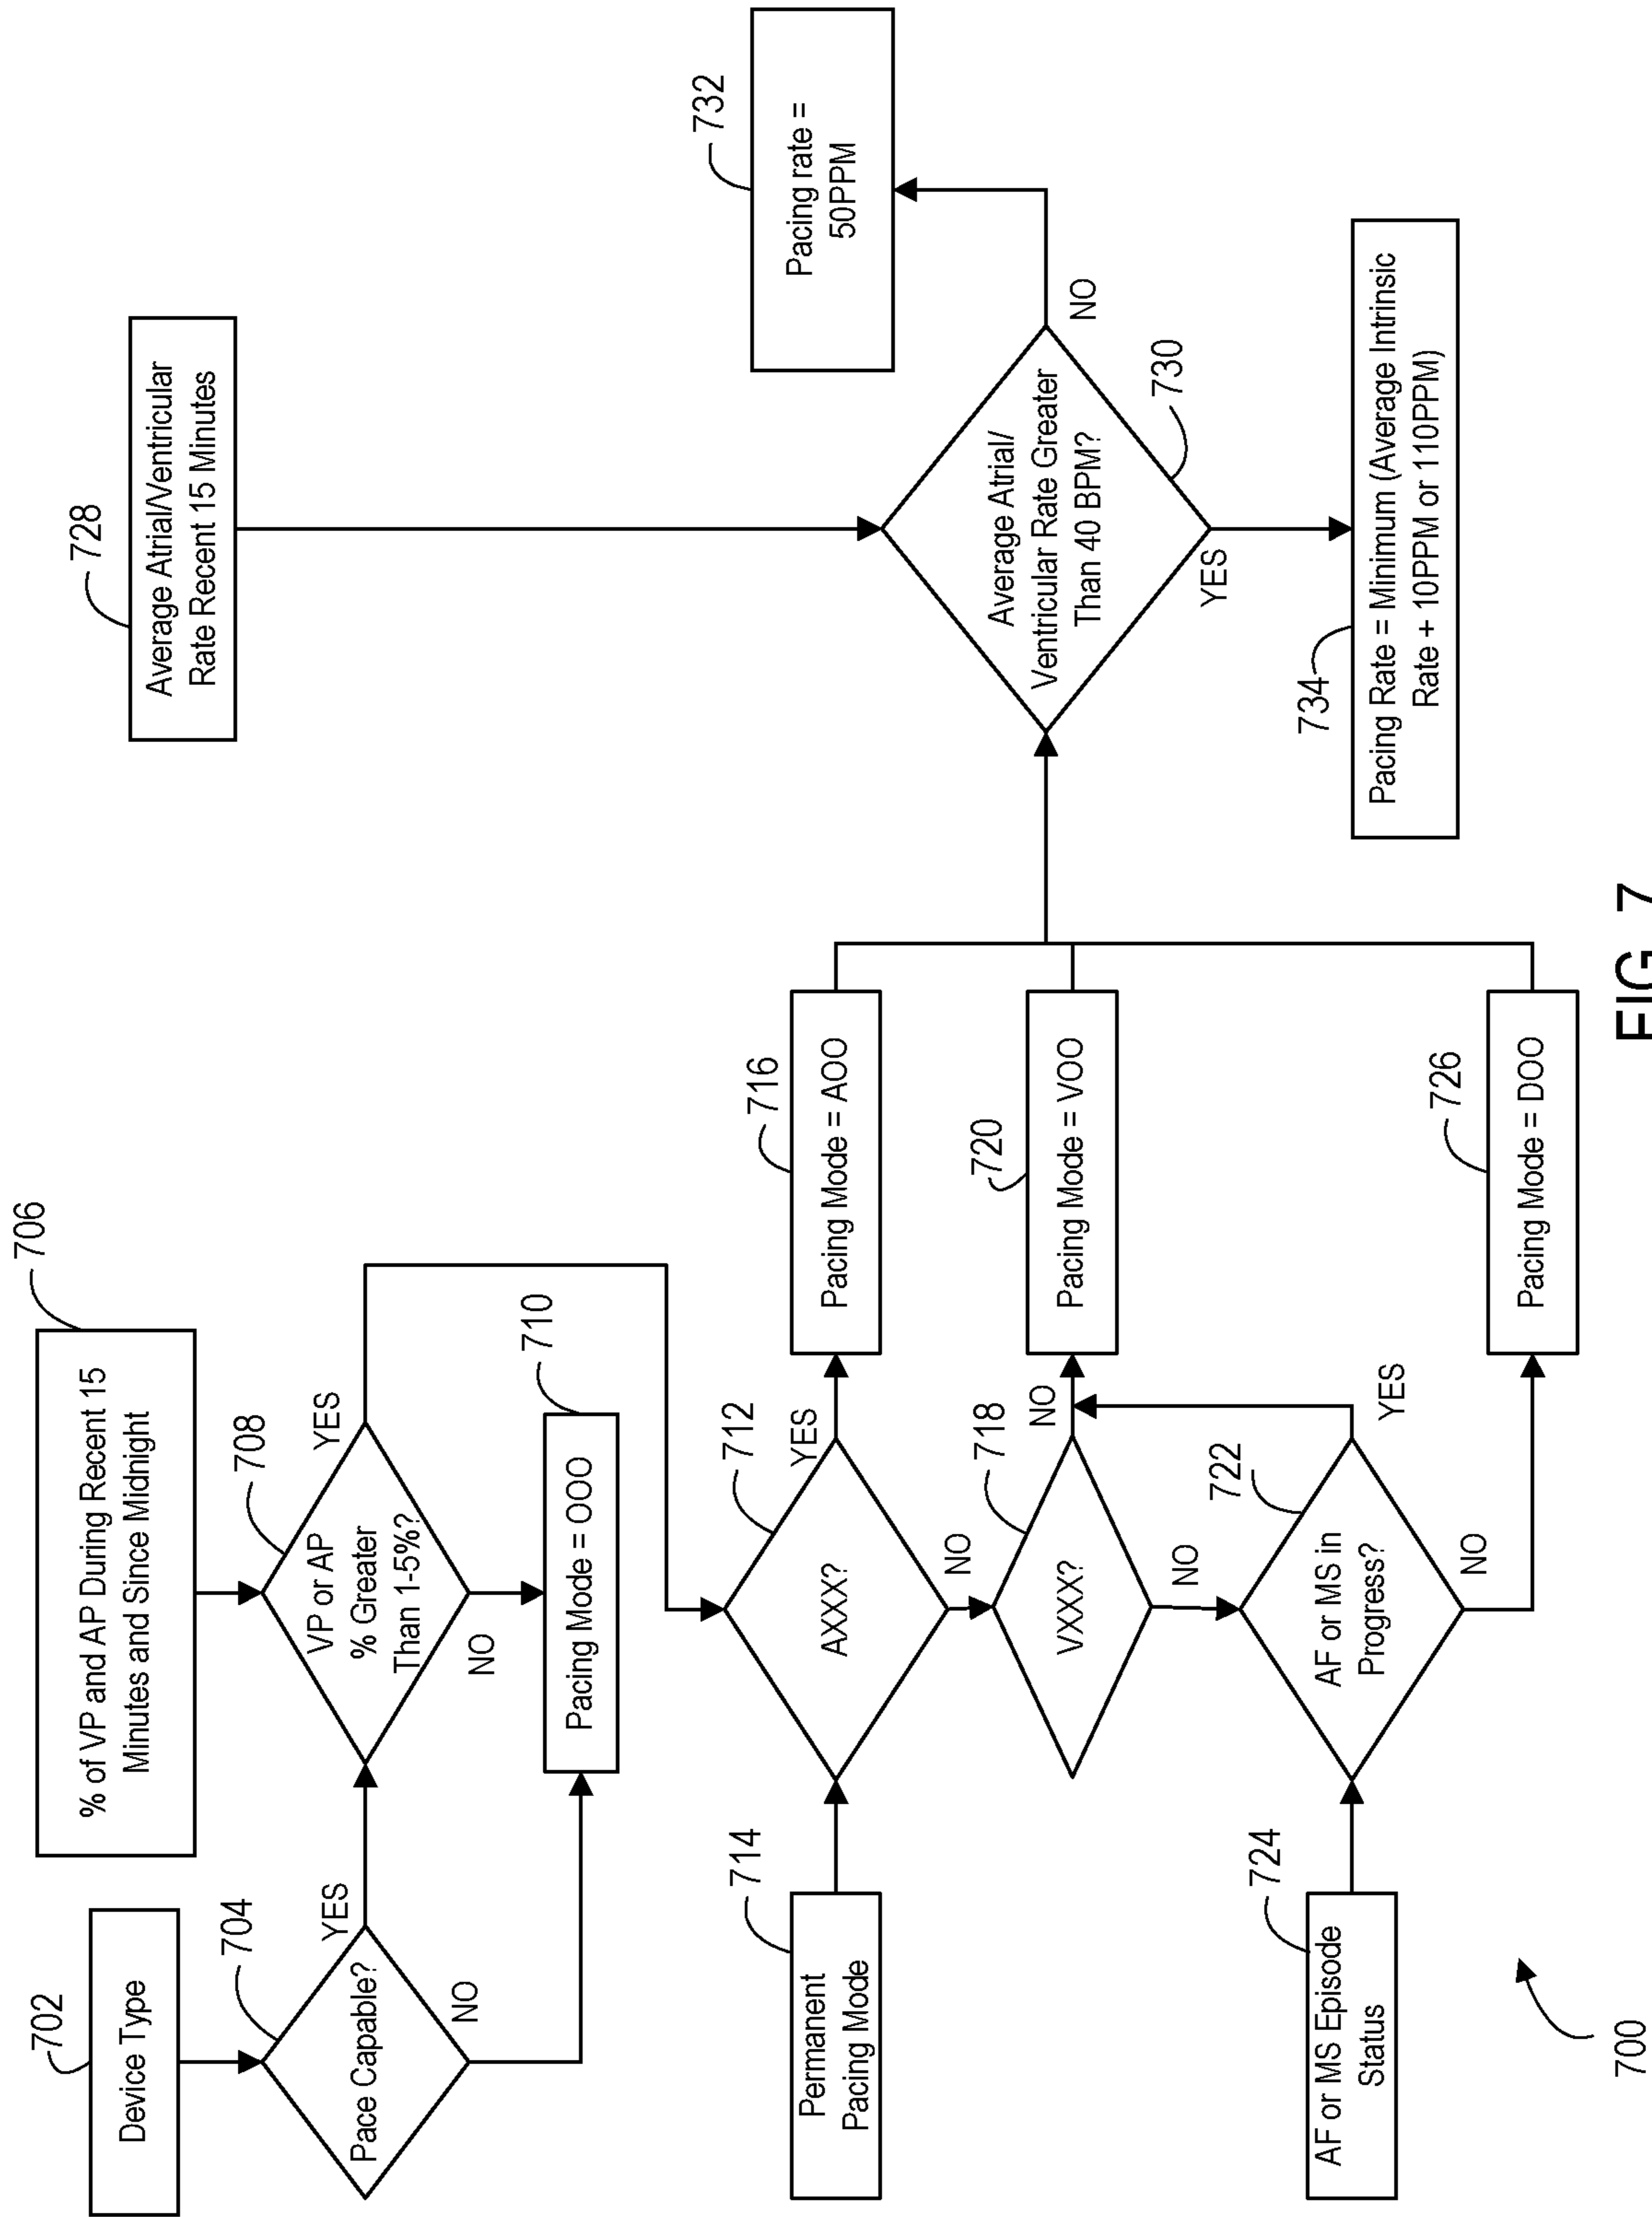 702
Device Type
704
Pace Capable?
YES
NO
706
% of VP and AP During Recent 15
Minutes and Since Midnight
708
VP or AP
% Greater
Than 1-5%?
YES
NO
710
Pacing Mode = OOO
714
Permanent
Pacing Mode
712
AXXX?
YES
NO
716
Pacing Mode = AOO
718
VXXX?
NO
NO
720
Pacing Mode = VOO
724
AF or MS Episode
Status
722
AF or MS in
Progress?
YES
NO
726
Pacing Mode = DOO
728
Average Atrial/Ventricular
Rate Recent 15 Minutes
730
Average Atrial/
Ventricular Rate Greater
Than 40 BPM?
NO
YES
732
Pacing rate =
50PPM
734
Pacing Rate = Minimum (Average Intrinsic
Rate + 10PPM or 110PPM)
700
FIG. 7